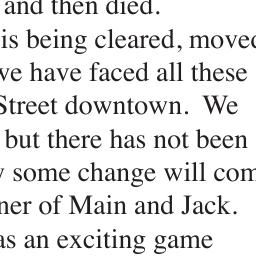 and then died.
is being cleared, moved
we have faced all these
Street downtown.  We
but there has not been
some change will com
ner of Main and Jack.
as an exciting game